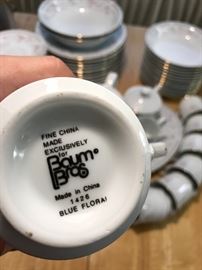 FINE CHINA
MADE
EXCLUSIVELY
for
Baum
Bros
Made in China
1426
BLUE FLORAL